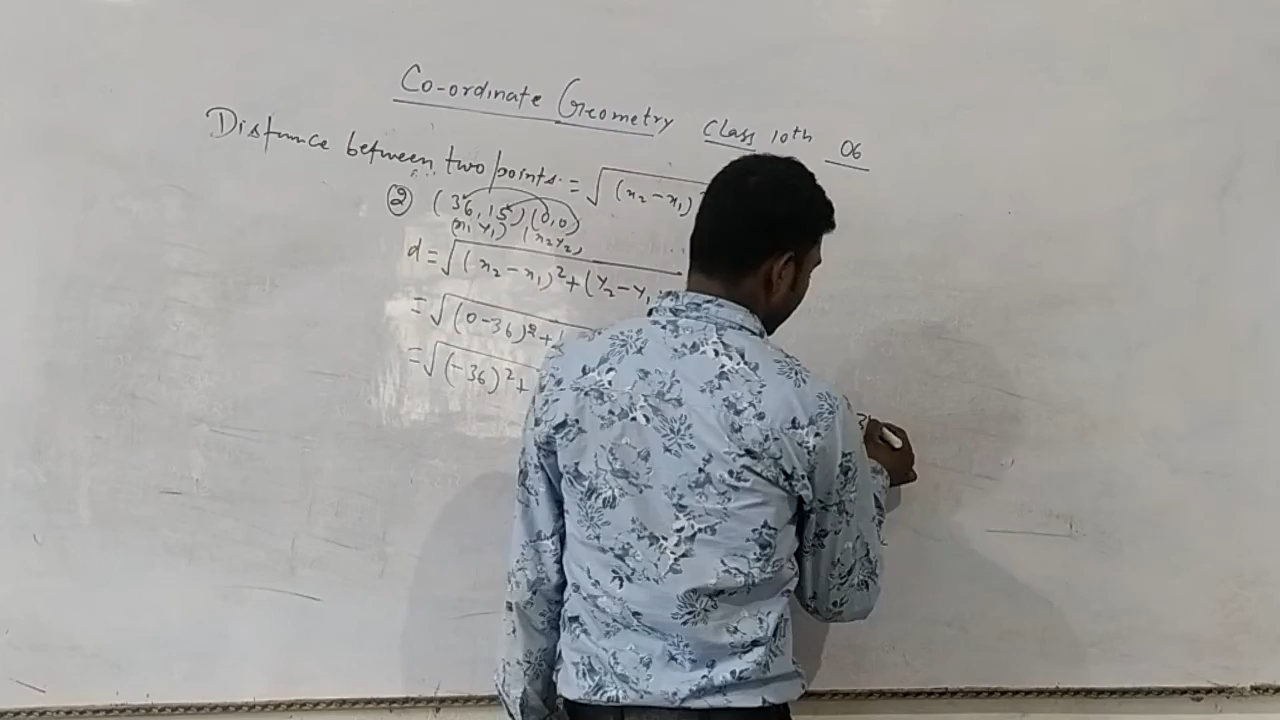 Co-ordinate Geometry Class 10th 06
Distance between two points = √(x₂-x₁)
② (36, 15) (0,0)
(x₁ y₁) (x₂ y₂)
d = √(x₂-x₁)² + (y₂-y₁
= √(0-36)² +
= √(-36)² +
3